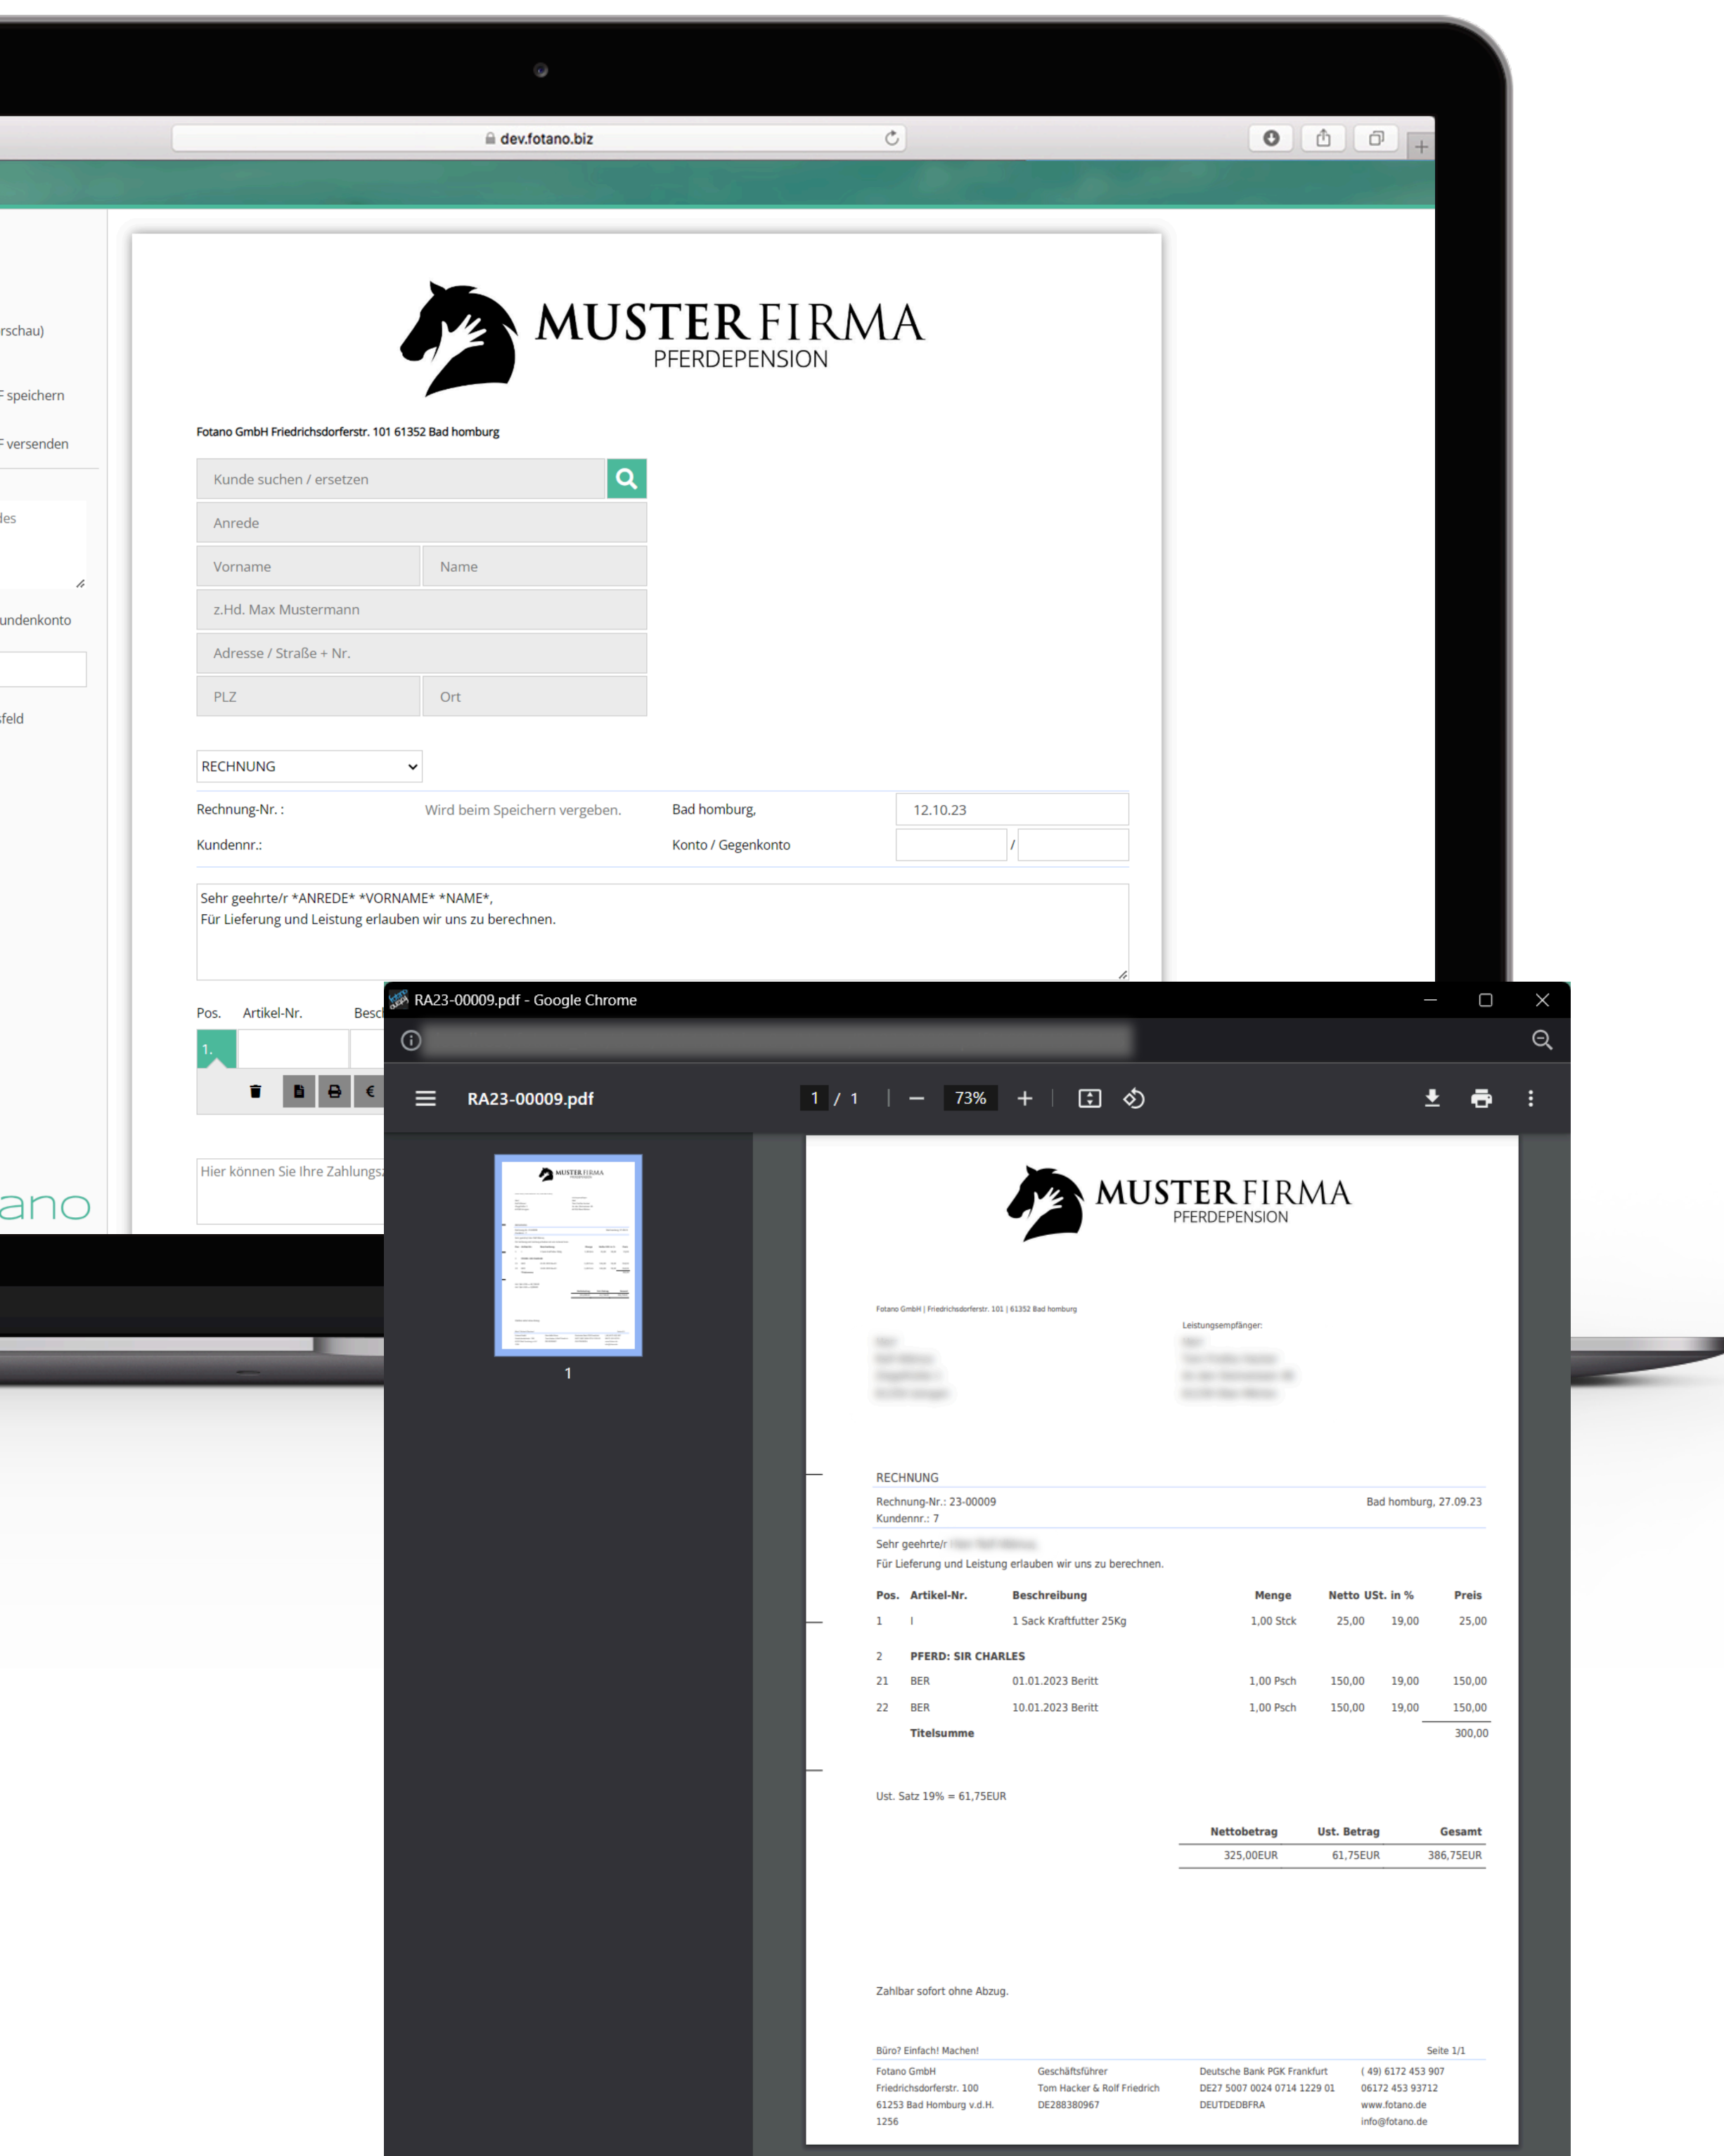 dev.fotano.biz
rschau)
F speichern
F versenden
des
undenkonto
sfeld
ano
MUSTER FIRMA
PFERDEPENSION
Fotano GmbH Friedrichsdorferstr. 101 61352 Bad homburg
Kunde suchen / ersetzen
Anrede
Vorname Name
z.Hd. Max Mustermann
Adresse / Straße + Nr.
PLZ Ort
RECHNUNG
Rechnung-Nr. : Wird beim Speichern vergeben. Bad homburg, 12.10.23
Kundennr.: Konto / Gegenkonto /
Sehr geehrte/r *ANREDE* *VORNAME* *NAME*,
Für Lieferung und Leistung erlauben wir uns zu berechnen.
Pos. Artikel-Nr. Besc
1.
€
Hier können Sie Ihre Zahlungsz
RA23-00009.pdf - Google Chrome
RA23-00009.pdf 1 / 1 73%
1
MUSTER FIRMA
PFERDEPENSION
Fotano GmbH | Friedrichsdorferstr. 101 | 61352 Bad homburg
Leistungsempfänger:
RECHNUNG
Rechnung-Nr.: 23-00009 Bad homburg, 27.09.23
Kundennr.: 7
Sehr geehrte/r
Für Lieferung und Leistung erlauben wir uns zu berechnen.
Pos. Artikel-Nr. Beschreibung Menge Netto USt. in % Preis
1 I 1 Sack Kraftfutter 25Kg 1,00 Stck 25,00 19,00 25,00
2 PFERD: SIR CHARLES
21 BER 01.01.2023 Beritt 1,00 Psch 150,00 19,00 150,00
22 BER 10.01.2023 Beritt 1,00 Psch 150,00 19,00 150,00
Titelsumme 300,00
Ust. Satz 19% = 61,75EUR
Nettobetrag Ust. Betrag Gesamt
325,00EUR 61,75EUR 386,75EUR
Zahlbar sofort ohne Abzug.
Büro? Einfach! Machen! Seite 1/1
Fotano GmbH Geschäftsführer Deutsche Bank PGK Frankfurt ( 49) 6172 453 907
Friedrichsdorferstr. 100 Tom Hacker & Rolf Friedrich DE27 5007 0024 0714 1229 01 06172 453 93712
61253 Bad Homburg v.d.H. DE288380967 DEUTDEDBFRA www.fotano.de
1256 info@fotano.de